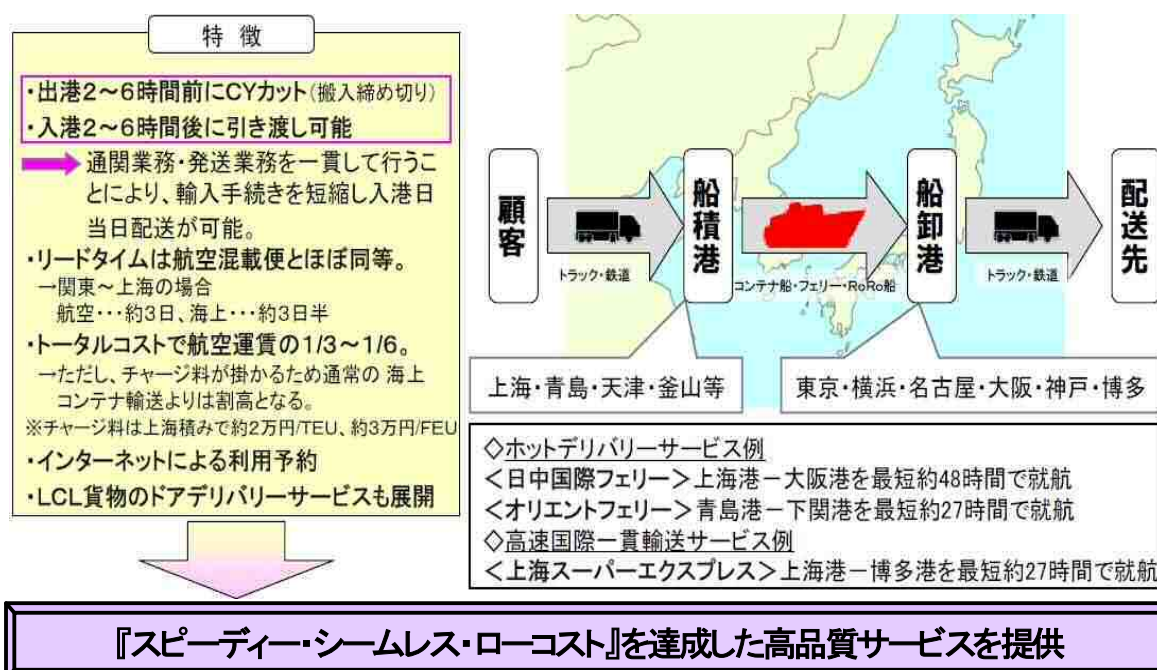 特 徴
・出港2～6時間前にCYカット(搬入締め切り)
・入港2～6時間後に引き渡し可能
通関業務・発送業務を一貫して行うこ
とにより、輸入手続きを短縮し入港日
当日配送が可能。
・リードタイムは航空混載便とほぼ同等。
→関東～上海の場合
航空・・・約3日、海上・・・約3日半
・トータルコストで航空運賃の1/3～1/6。
→ただし、チャージ料が掛かるため通常の 海上
コンテナ輸送よりは割高となる。
※チャージ料は上海積みで約2万円/TEU、約3万円/FEU
・インターネットによる利用予約
・LCL貨物のドアデリバリーサービスも展開
顧客
トラック・鉄道
船積港
コンテナ船・フェリー・RoRo船
船卸港
トラック・鉄道
配送先
上海・青島・天津・釜山等
東京・横浜・名古屋・大阪・神戸・博多
◇ホットデリバリーサービス例
＜日中国際フェリー＞上海港－大阪港を最短約48時間で就航
＜オリエントフェリー＞青島港－下関港を最短約27時間で就航
◇高速国際一貫輸送サービス例
＜上海スーパーエクスプレス＞上海港－博多港を最短約27時間で就航
『スピーディー・シームレス・ローコスト』を達成した高品質サービスを提供